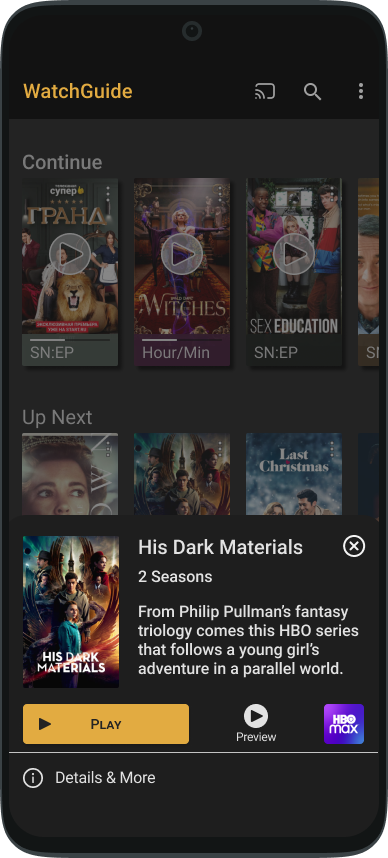 WatchGuide
Continue
супер
ГРАНД
WITCHES
SEX EDUCATION
SN:EP
Hour/Min
SN:EP
SN
Up Next
Last
Christmas
His Dark Materials
2 Seasons
From Philip Pullman’s fantasy
triology comes this HBO series
that follows a young girl’s
adventure in a parallel world.
HIS DARK
MATERIALS
PLAY
Preview
HBO
max
Details & More